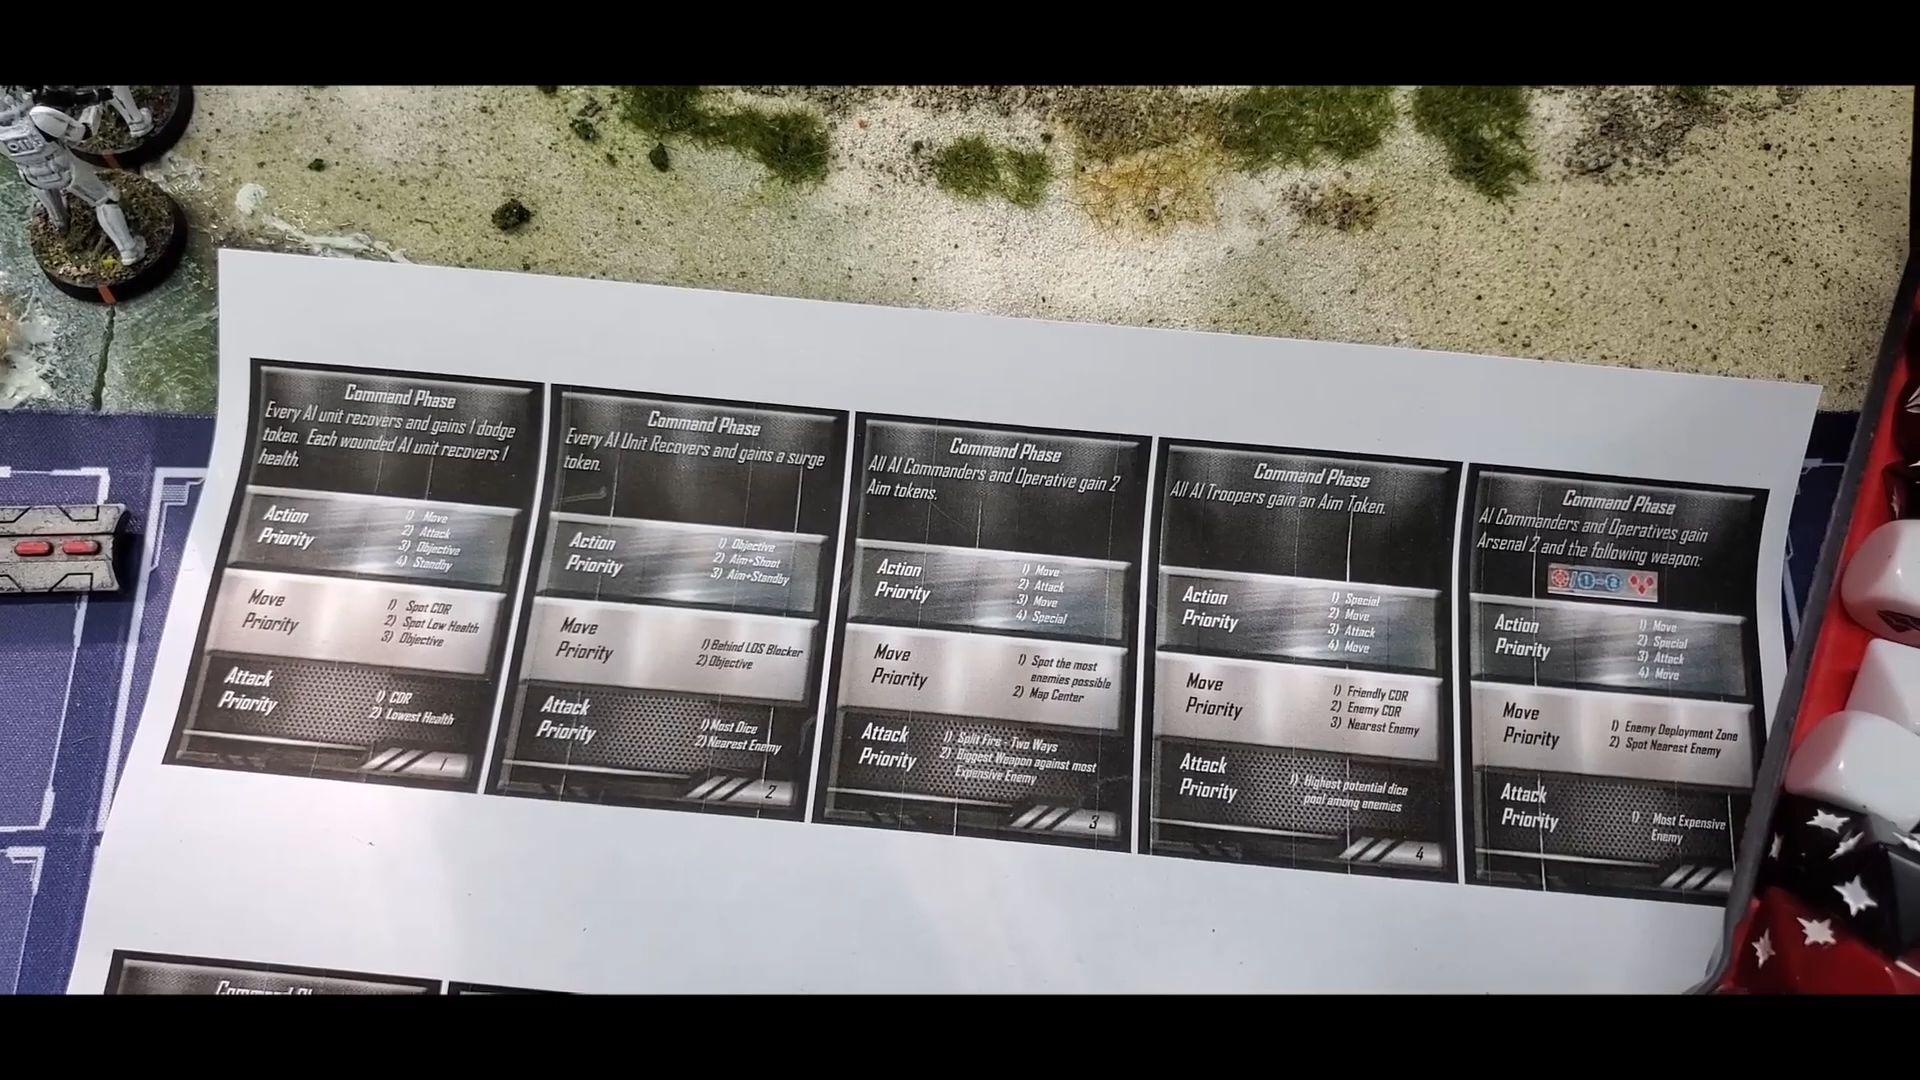 Command Phase
Every AI unit recovers and gains 1 dodge
token. Each wounded AI unit recovers 1
health.
Action
Priority
1) Move
2) Attack
3) Objective
4) Standby
Move
Priority
1) Spot CDR
2) Spot Low Health
3) Objective
Attack
Priority
1) CDR
2) Lowest Health
1
Command Phase
Every AI Unit Recovers and gains a surge
token.
Action
Priority
1) Objective
2) Aim+Shoot
3) Aim+Standby
Move
Priority
1) Behind LOS Blocker
2) Objective
Attack
Priority
1) Most Dice
2) Nearest Enemy
2
Command Phase
All AI Commanders and Operative gain 2
Aim tokens.
Action
Priority
1) Move
2) Attack
3) Move
4) Special
Move
Priority
1) Spot the most
enemies possible
2) Map Center
Attack
Priority
1) Split Fire - Two Ways
2) Biggest Weapon against most
Expensive Enemy
3
Command Phase
All AI Troopers gain an Aim Token.
Action
Priority
1) Special
2) Move
3) Attack
4) Move
Move
Priority
1) Friendly CDR
2) Enemy CDR
3) Nearest Enemy
Attack
Priority
1) Highest potential dice
pool among enemies
4
Command Phase
AI Commanders and Operatives gain
Arsenal 2 and the following weapon:
1-2
Action
Priority
1) Move
2) Special
3) Attack
4) Move
Move
Priority
1) Enemy Deployment Zone
2) Spot Nearest Enemy
Attack
Priority
1) Most Expensive
Enemy